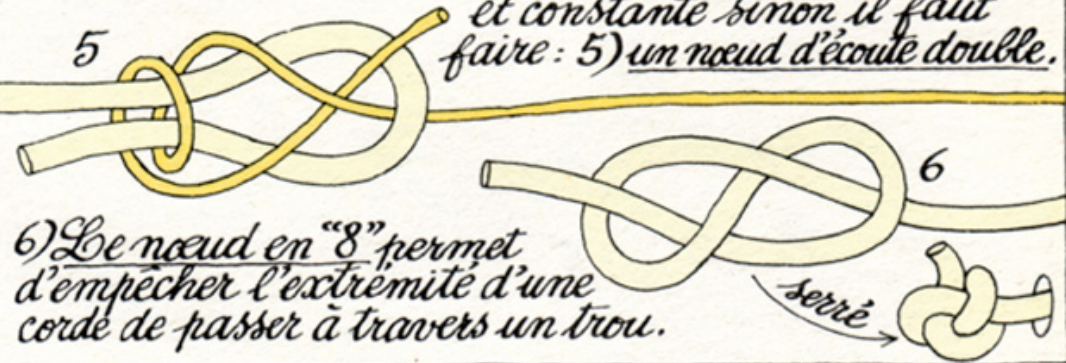 et constante sinon il faut
5
faire : 5) un nœud d'écoute double.
6
6) Le nœud en "8" permet
d'empêcher l'extrémité d'une
corde de passer à travers un trou.
serré